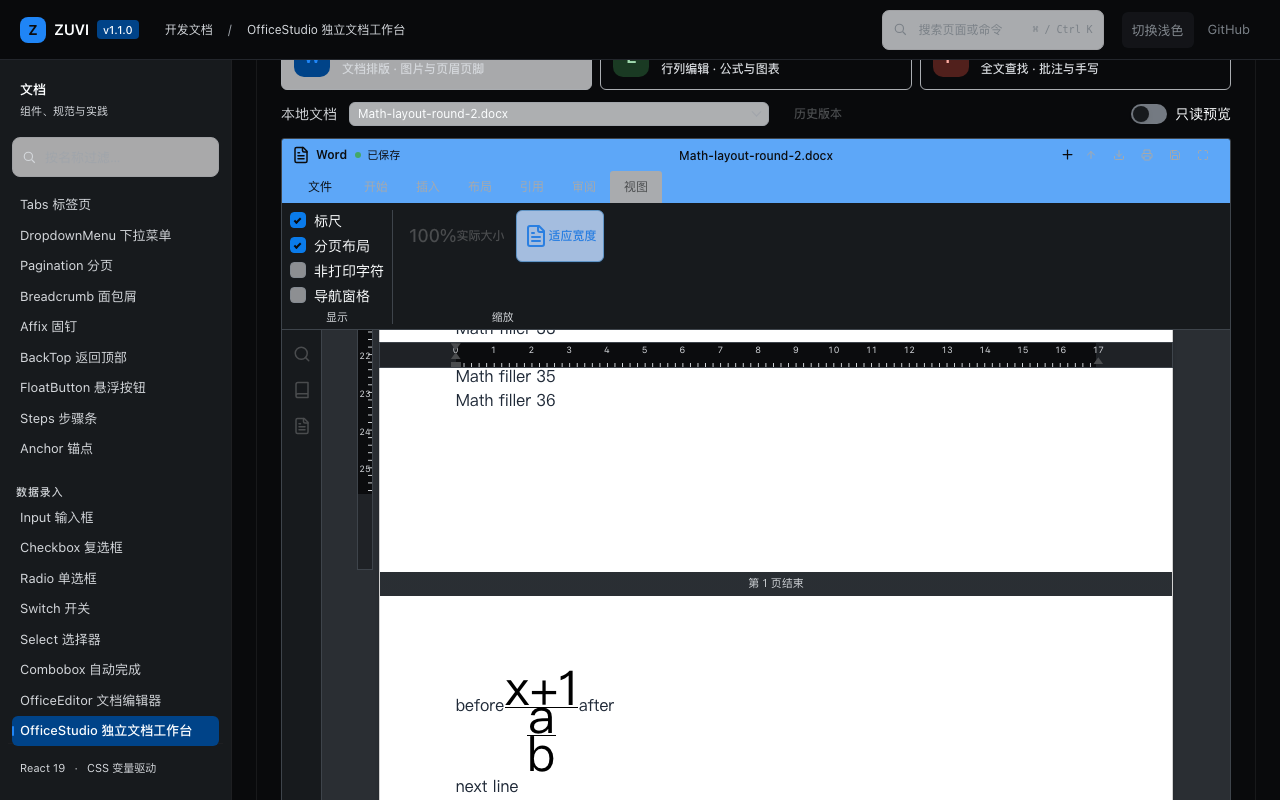 Z ZUVI v1.1.0 开发文档 / OfficeStudio 独立文档工作台 搜索页面或命令 ⌘ / Ctrl K 切换浅色 GitHub
文档
组件、规范与实践
Tabs 标签页
DropdownMenu 下拉菜单
Pagination 分页
Breadcrumb 面包屑
Affix 固钉
BackTop 返回顶部
FloatButton 悬浮按钮
Steps 步骤条
Anchor 锚点
数据录入
Input 输入框
Checkbox 复选框
Radio 单选框
Switch 开关
Select 选择器
Combobox 自动完成
OfficeEditor 文档编辑器
OfficeStudio 独立文档工作台
React 19 · CSS 变量驱动
文档排版 · 图片与页眉页脚
行列编辑 · 公式与图表
全文查找 · 批注与手写
本地文档 Math-layout-round-2.docx 历史版本 只读预览
Word 已保存 Math-layout-round-2.docx
文件 开始 插入 布局 引用 审阅 视图
标尺
分页布局
非打印字符
导航窗格
显示
100% 实际大小 适应宽度
缩放
0 1 2 3 4 5 6 7 8 9 10 11 12 13 14 15 16 17
22
23
24
25
Math filler 35
Math filler 36
第 1 页结束
before x+1 after
a
b
next line